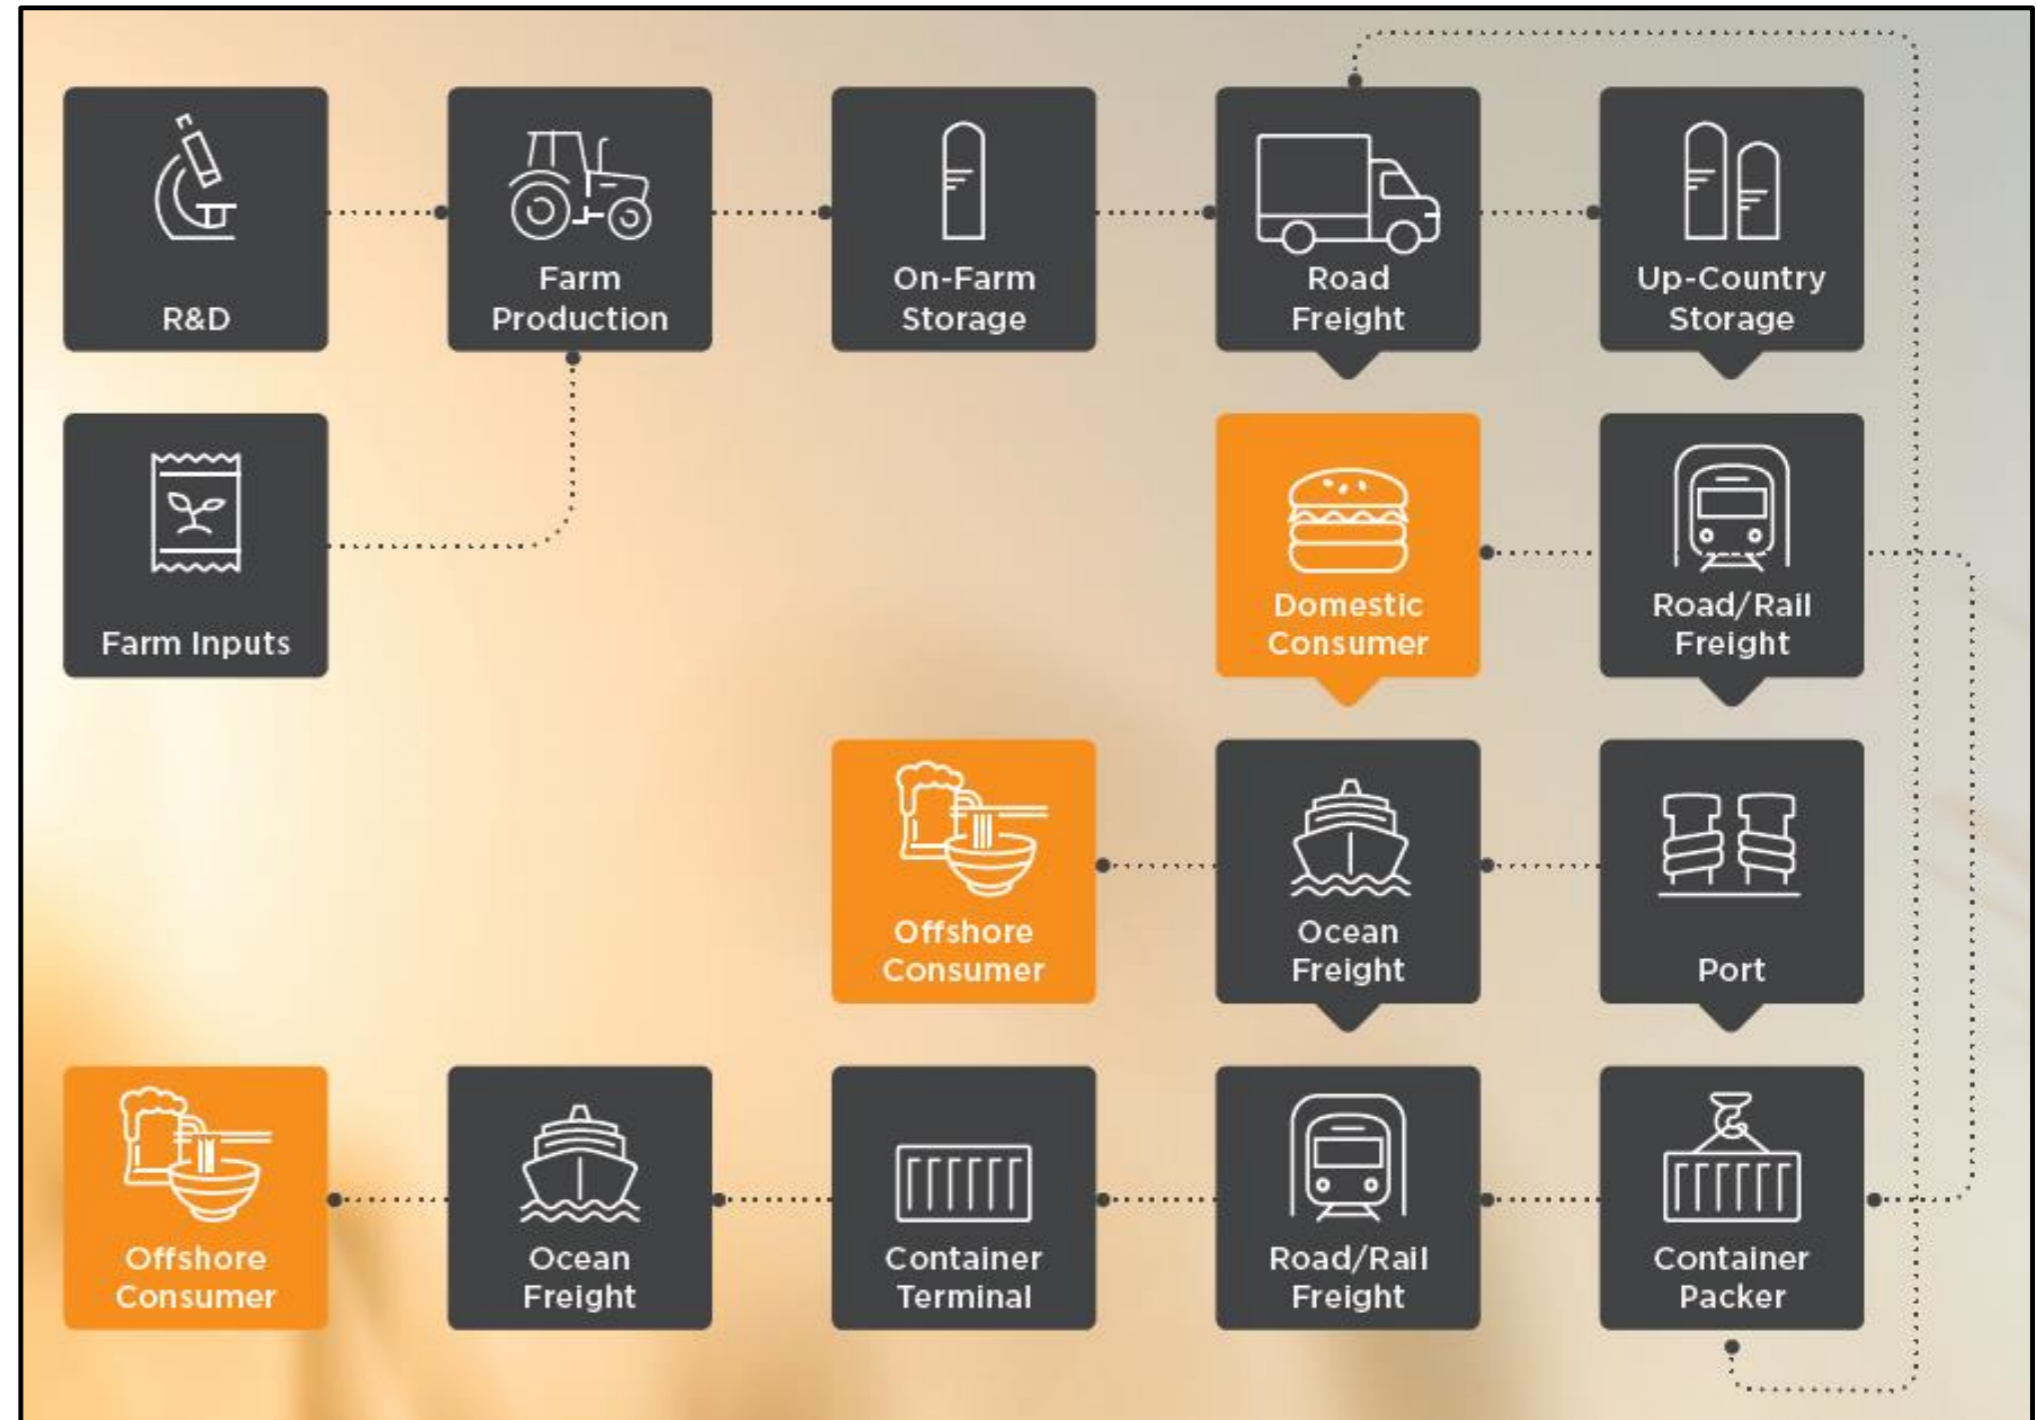 R&D
Farm
Production
On-Farm
Storage
Road
Freight
Up-Country
Storage
Farm Inputs
Domestic
Consumer
Road/Rail
Freight
Offshore
Consumer
Ocean
Freight
Port
Offshore
Consumer
Ocean
Freight
Container
Terminal
Road/Rail
Freight
Container
Packer